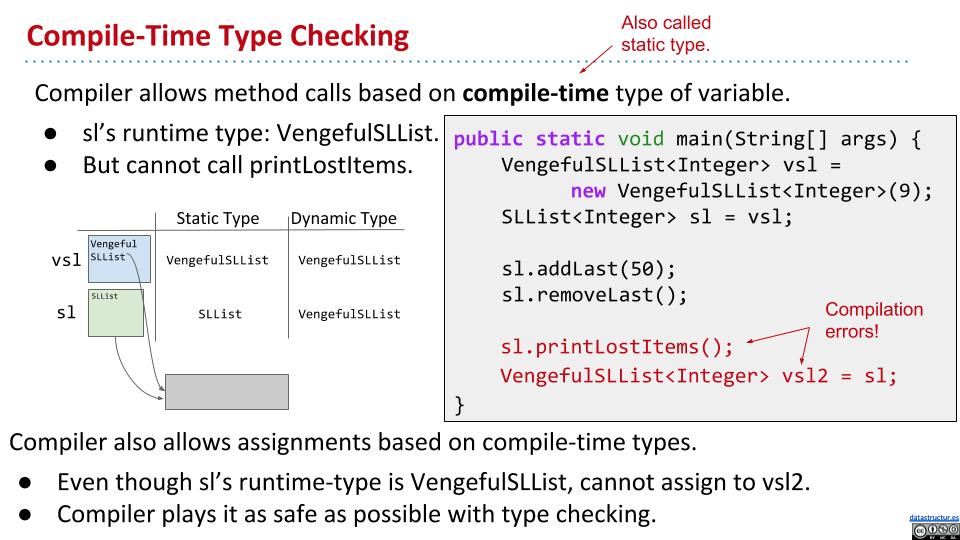 Compile-Time Type Checking
Also called
static type.
Compiler allows method calls based on compile-time type of variable.
● sl’s runtime type: VengefulSLList.
● But cannot call printLostItems.
public static void main(String[] args) {
VengefulSLList<Integer> vsl =
new VengefulSLList<Integer>(9);
SLList<Integer> sl = vsl;
sl.addLast(50);
sl.removeLast();
sl.printLostItems();
VengefulSLList<Integer> vsl2 = sl;
}
Compilation
errors!
Static Type Dynamic Type
vsl
Vengeful
SLList
VengefulSLList VengefulSLList
sl
SLList
SLList VengefulSLList
Compiler also allows assignments based on compile-time types.
● Even though sl’s runtime-type is VengefulSLList, cannot assign to vsl2.
● Compiler plays it as safe as possible with type checking.
datastructur.es
BY NC SA